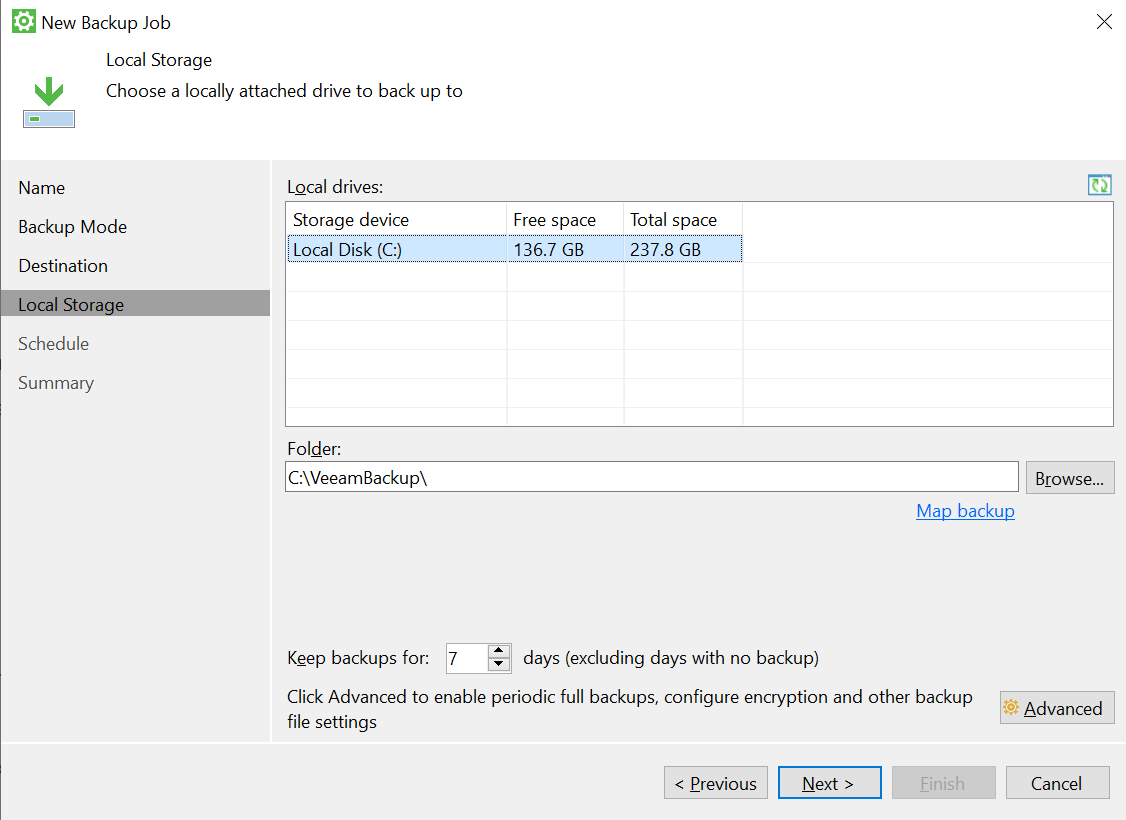 New Backup Job
Local Storage
Choose a locally attached drive to back up to
Name
Backup Mode
Destination
Local Storage
Schedule
Summary
Local drives:
Storage device Free space Total space
Local Disk (C:) 136.7 GB 237.8 GB
Folder:
C:\VeeamBackup\
Browse...
Map backup
Keep backups for: 7 days (excluding days with no backup)
Click Advanced to enable periodic full backups, configure encryption and other backup
file settings
Advanced
< Previous Next > Finish Cancel